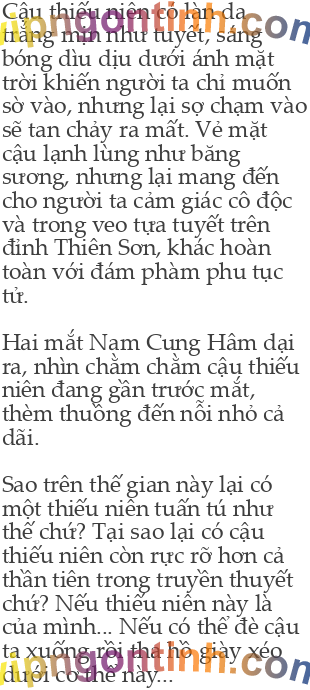 Cậu thiếu niên có làn da
trắng mịn như tuyết, sáng
bóng dìu dịu dưới ánh mặt
trời khiến người ta chỉ muốn
sờ vào, nhưng lại sợ chạm vào
sẽ tan chảy ra mất. Vẻ mặt
cậu lạnh lùng như băng
sương, nhưng lại mang đến
cho người ta cảm giác cô độc
và trong veo tựa tuyết trên
đỉnh Thiên Sơn, khác hoàn
toàn với đám phàm phu tục
tử.
Hai mắt Nam Cung Hâm dại
ra, nhìn chằm chằm cậu thiếu
niên đang gần trước mắt,
thèm thuồng đến nỗi nhỏ cả
dãi.
Sao trên thế gian này lại có
một thiếu niên tuấn tú như
thế chứ? Tại sao lại có cậu
thiếu niên còn rực rỡ hơn cả
thần tiên trong truyền thuyết
chứ? Nếu thiếu niên này là
của mình... Nếu có thể đè cậu
ta xuống rồi tha hồ giày xéo
dưới cơ thể này...
vipngontinh.com
vipngontinh.com